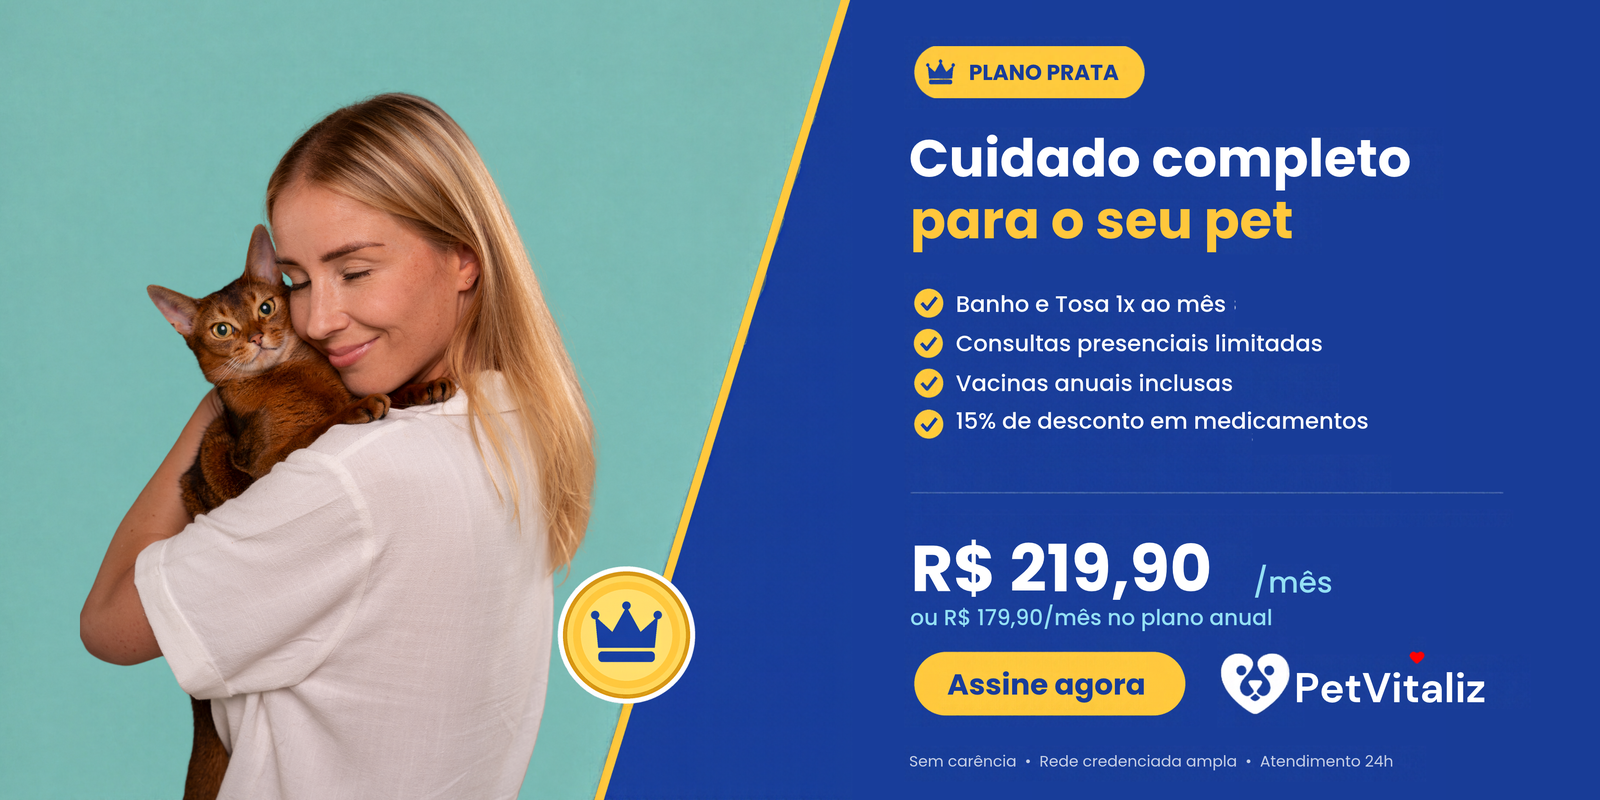 PLANO PRATA
Cuidado completo
para o seu pet
Banho e Tosa 1x ao mês
Consultas presenciais limitadas
Vacinas anuais inclusas
15% de desconto em medicamentos
R$ 219,90 /mês
ou R$ 179,90/mês no plano anual
Assine agora
PetVitaliz
Sem carência • Rede credenciada ampla • Atendimento 24h